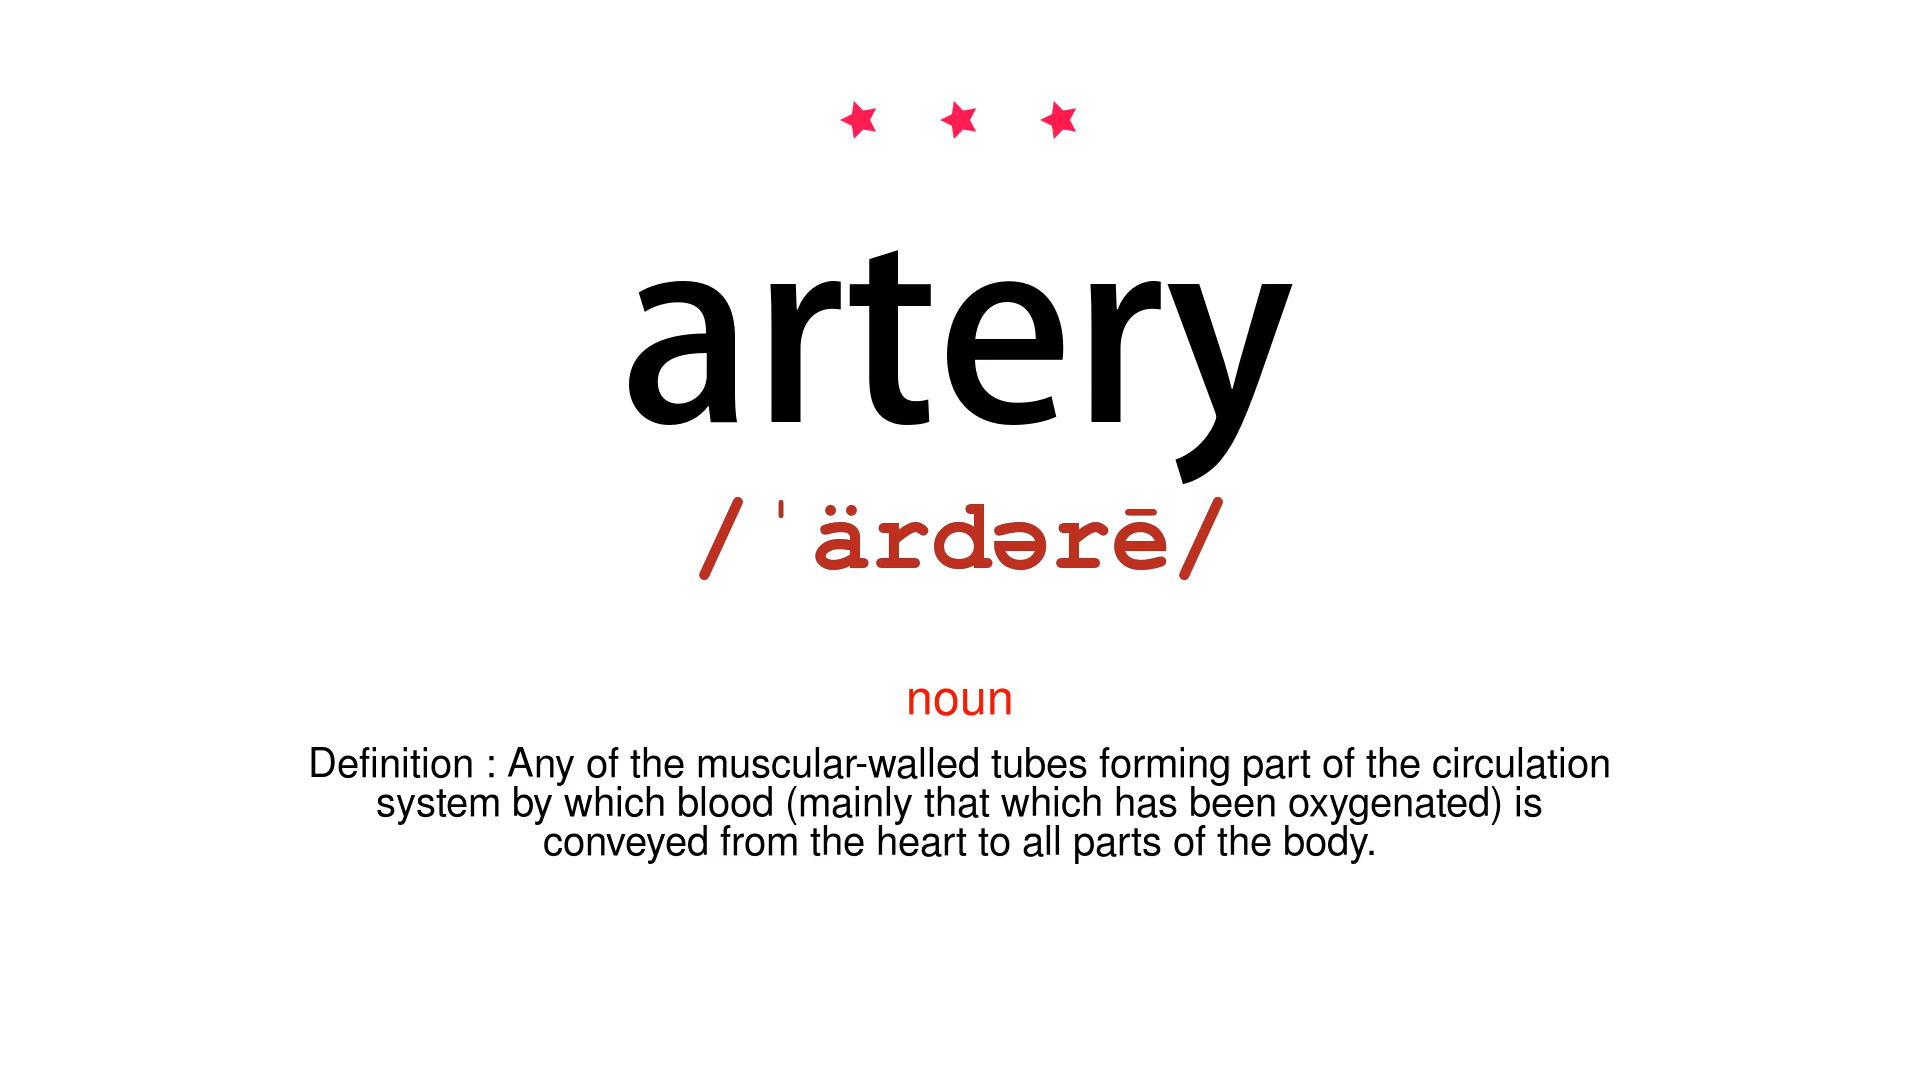 artery
/ˈärdərē/
noun
Definition : Any of the muscular-walled tubes forming part of the circulation
system by which blood (mainly that which has been oxygenated) is
conveyed from the heart to all parts of the body.